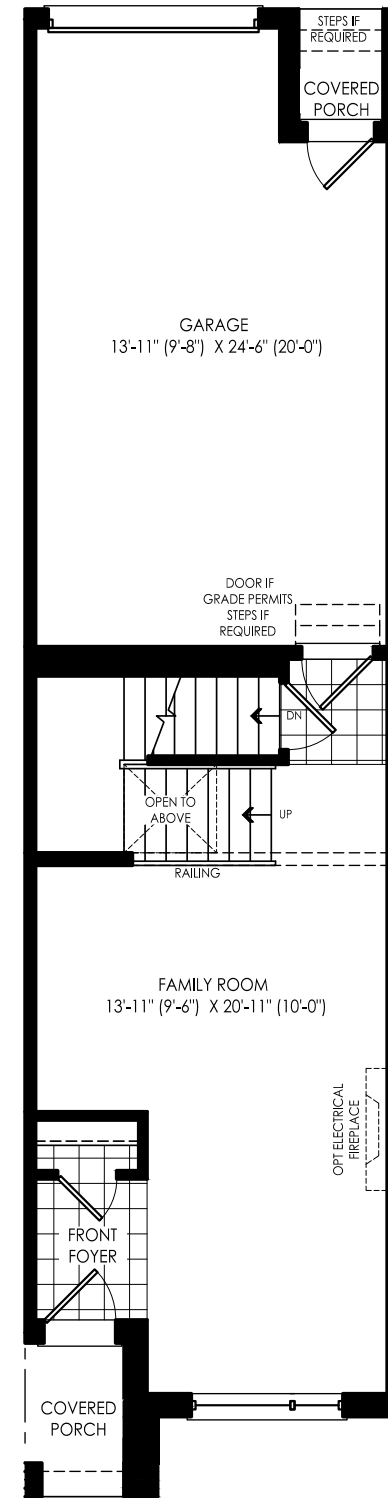 STEPS IF
REQUIRED
COVERED
PORCH
GARAGE
13'-11" (9'-8") X 24'-6" (20'-0")
DOOR IF
GRADE PERMITS
STEPS IF
REQUIRED
DN
OPEN TO
ABOVE
UP
RAILING
FAMILY ROOM
13'-11" (9'-6") X 20'-11" (10'-0")
OPT ELECTRICAL
FIREPLACE
FRONT
FOYER
COVERED
PORCH